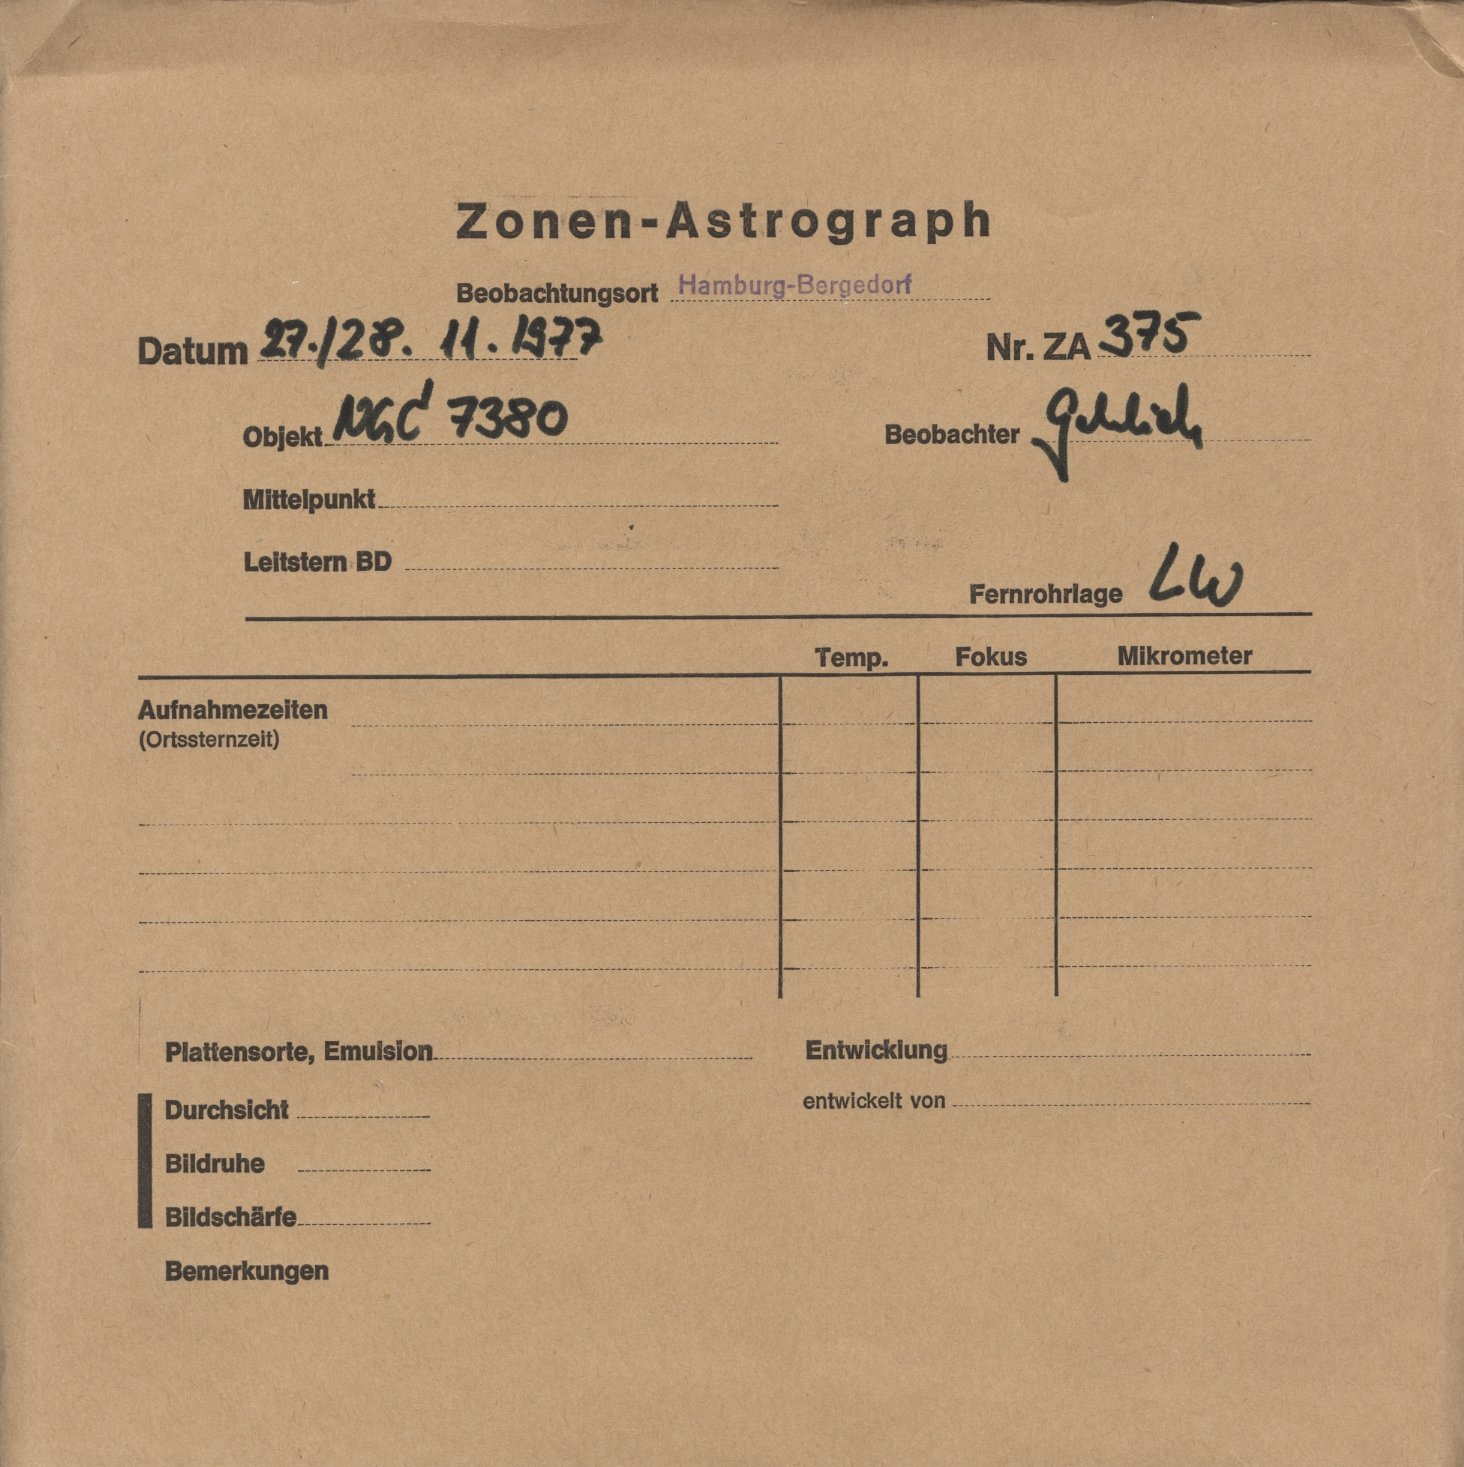 Zonen-Astrograph
Beobachtungsort Hamburg-Bergedorf
Datum 27./28. 11. 1977 Nr. ZA 375
Objekt NGC 7380 Beobachter
Mittelpunkt
Leitstern BD
Fernrohrlage LW
Temp. Fokus Mikrometer
Aufnahmezeiten
(Ortssternzeit)
Plattensorte, Emulsion Entwicklung
Durchsicht entwickelt von
Bildruhe
Bildschärfe
Bemerkungen